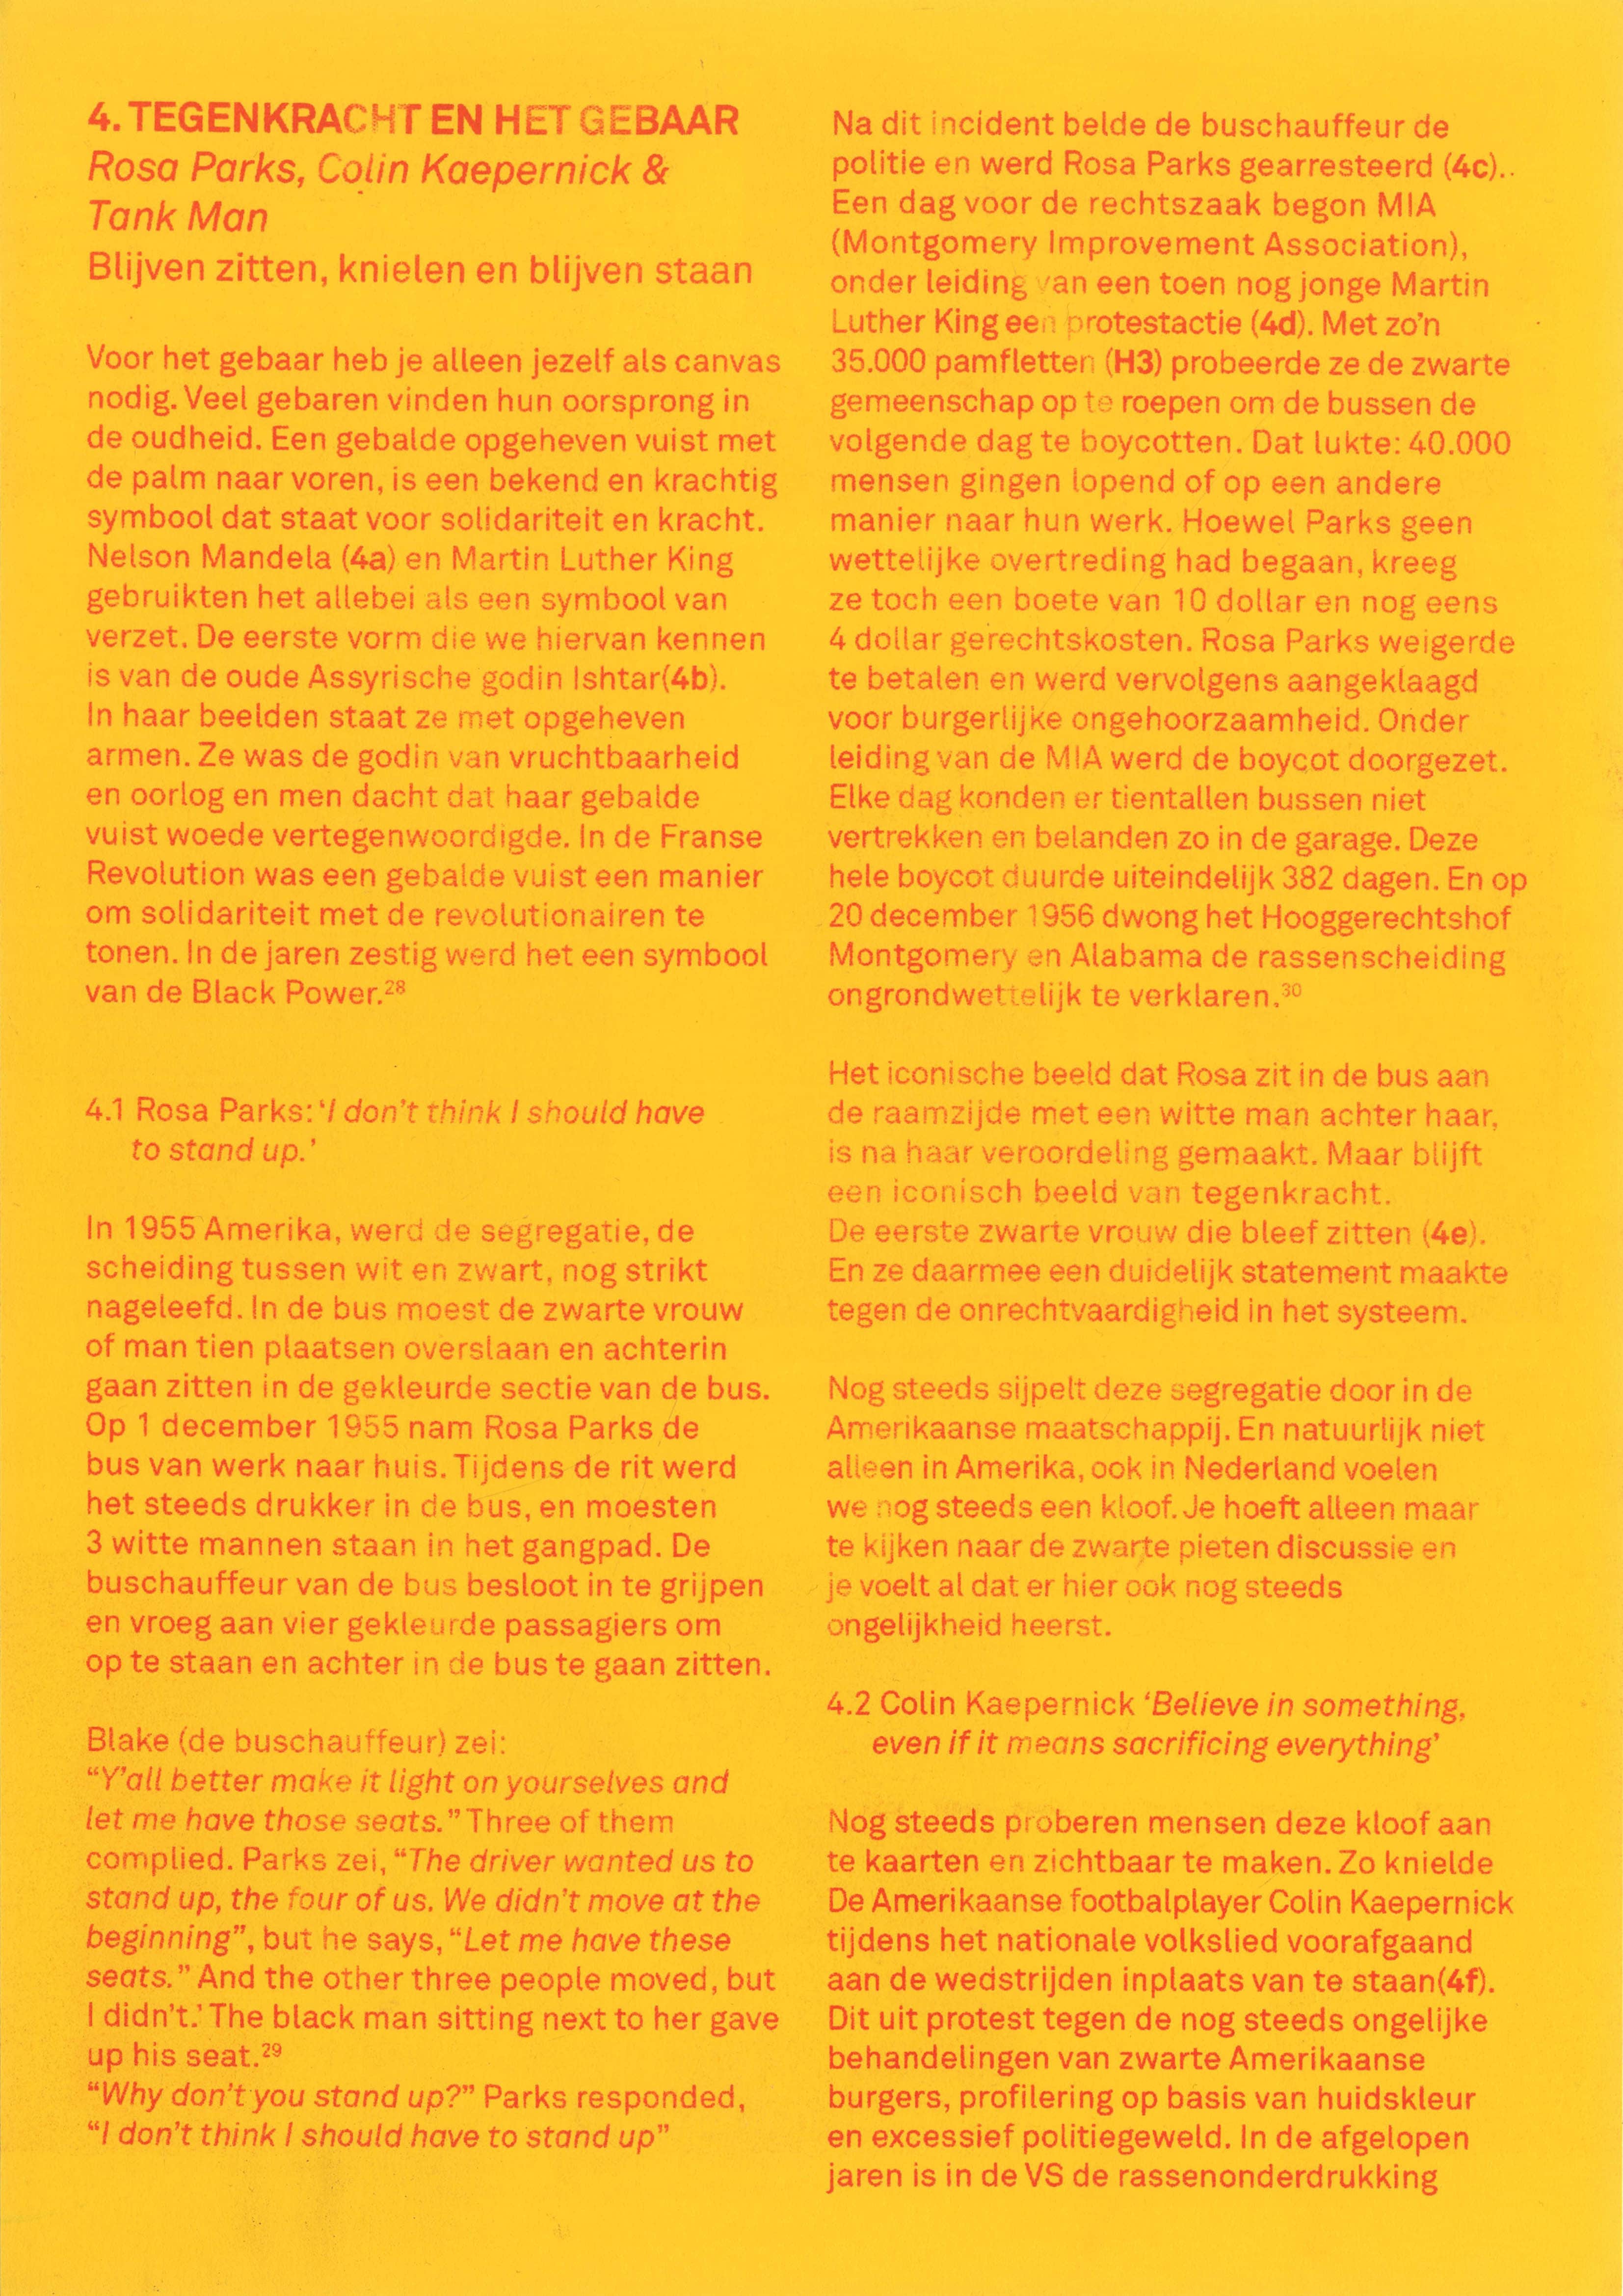 4. TEGENKRACHT EN HET GEBAAR
Rosa Parks, Colin Kaepernick &
Tank Man
Blijven zitten, knielen en blijven staan
Voor het gebaar heb je alleen jezelf als canvas
nodig. Veel gebaren vinden hun oorsprong in
de oudheid. Een gebalde opgeheven vuist met
de palm naar voren, is een bekend en krachtig
symbool dat staat voor solidariteit en kracht.
Nelson Mandela (4a) en Martin Luther King
gebruikten het allebei als een symbool van
verzet. De eerste vorm die we hiervan kennen
is van de oude Assyrische godin Ishtar(4b).
In haar beelden staat ze met opgeheven
armen. Ze was de godin van vruchtbaarheid
en oorlog en men dacht dat haar gebalde
vuist woede vertegenwoordigde. In de Franse
Revolution was een gebalde vuist een manier
om solidariteit met de revolutionairen te
tonen. In de jaren zestig werd het een symbool
van de Black Power.²⁸
4.1 Rosa Parks: ‘I don’t think I should have
to stand up.’
In 1955 Amerika, werd de segregatie, de
scheiding tussen wit en zwart, nog strikt
nageleefd. In de bus moest de zwarte vrouw
of man tien plaatsen overslaan en achterin
gaan zitten in de gekleurde sectie van de bus.
Op 1 december 1955 nam Rosa Parks de
bus van werk naar huis. Tijdens de rit werd
het steeds drukker in de bus, en moesten
3 witte mannen staan in het gangpad. De
buschauffeur van de bus besloot in te grijpen
en vroeg aan vier gekleurde passagiers om
op te staan en achter in de bus te gaan zitten.
Blake (de buschauffeur) zei:
“Y’all better make it light on yourselves and
let me have those seats.” Three of them
complied. Parks zei, “The driver wanted us to
stand up, the four of us. We didn’t move at the
beginning”, but he says, “Let me have these
seats.” And the other three people moved, but
I didn’t.’ The black man sitting next to her gave
up his seat.²⁹
“Why don’t you stand up?” Parks responded,
“I don’t think I should have to stand up”
Na dit incident belde de buschauffeur de
politie en werd Rosa Parks gearresteerd (4c)..
Een dag voor de rechtszaak begon MIA
(Montgomery Improvement Association),
onder leiding van een toen nog jonge Martin
Luther King een protestactie (4d). Met zo’n
35.000 pamfletten (H3) probeerde ze de zwarte
gemeenschap op te roepen om de bussen de
volgende dag te boycotten. Dat lukte: 40.000
mensen gingen lopend of op een andere
manier naar hun werk. Hoewel Parks geen
wettelijke overtreding had begaan, kreeg
ze toch een boete van 10 dollar en nog eens
4 dollar gerechtskosten. Rosa Parks weigerde
te betalen en werd vervolgens aangeklaagd
voor burgerlijke ongehoorzaamheid. Onder
leiding van de MIA werd de boycot doorgezet.
Elke dag konden er tientallen bussen niet
vertrekken en belanden zo in de garage. Deze
hele boycot duurde uiteindelijk 382 dagen. En op
20 december 1956 dwong het Hooggerechtshof
Montgomery en Alabama de rassenscheiding
ongrondwettelijk te verklaren.³⁰
Het iconische beeld dat Rosa zit in de bus aan
de raamzijde met een witte man achter haar,
is na haar veroordeling gemaakt. Maar blijft
een iconisch beeld van tegenkracht.
De eerste zwarte vrouw die bleef zitten (4e).
En ze daarmee een duidelijk statement maakte
tegen de onrechtvaardigheid in het systeem.
Nog steeds sijpelt deze segregatie door in de
Amerikaanse maatschappij. En natuurlijk niet
alleen in Amerika, ook in Nederland voelen
we nog steeds een kloof. Je hoeft alleen maar
te kijken naar de zwarte pieten discussie en
je voelt al dat er hier ook nog steeds
ongelijkheid heerst.
4.2 Colin Kaepernick ‘Believe in something,
even if it means sacrificing everything’
Nog steeds proberen mensen deze kloof aan
te kaarten en zichtbaar te maken. Zo knielde
De Amerikaanse footbalplayer Colin Kaepernick
tijdens het nationale volkslied voorafgaand
aan de wedstrijden inplaats van te staan(4f).
Dit uit protest tegen de nog steeds ongelijke
behandelingen van zwarte Amerikaanse
burgers, profilering op basis van huidskleur
en excessief politiegeweld. In de afgelopen
jaren is in de VS de rassenonderdrukking